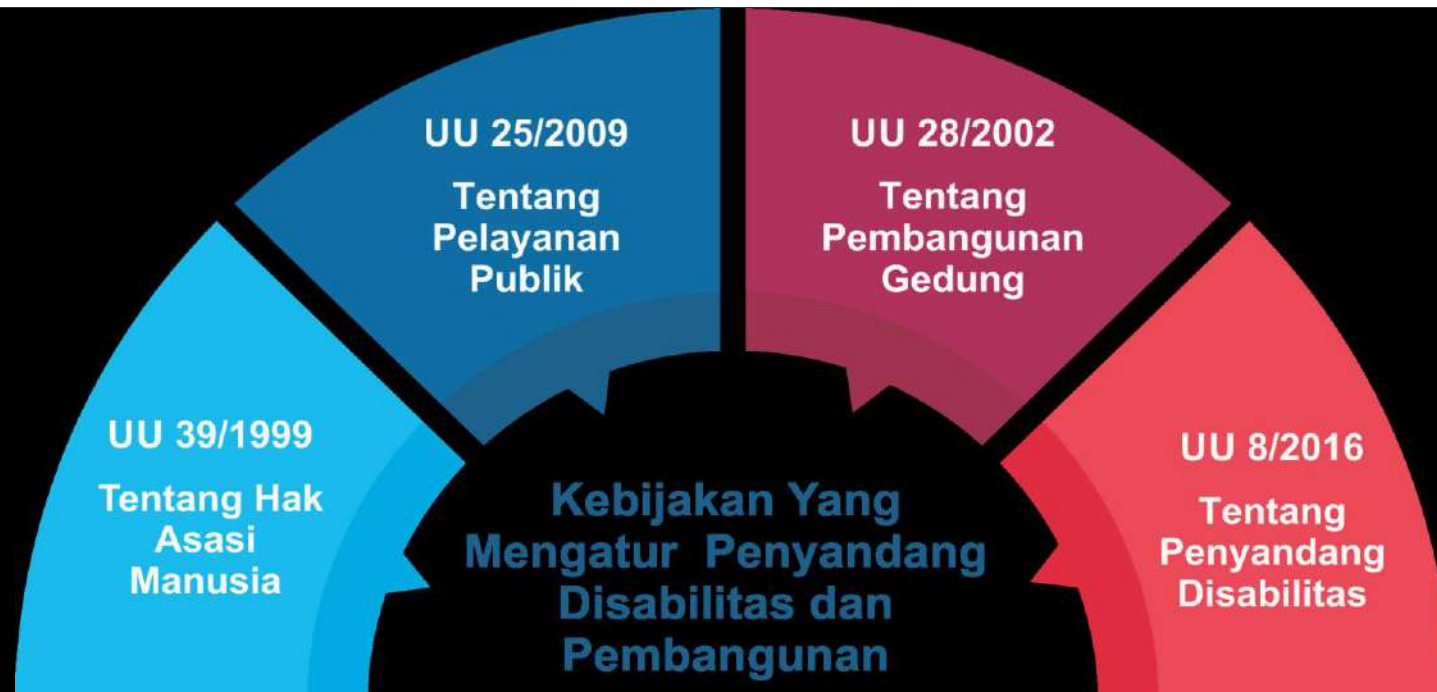 UU 39/1999
Tentang Hak
Asasi
Manusia
UU 25/2009
Tentang
Pelayanan
Publik
UU 28/2002
Tentang
Pembangunan
Gedung
UU 8/2016
Tentang
Penyandang
Disabilitas
Kebijakan Yang
Mengatur Penyandang
Disabilitas dan
Pembangunan